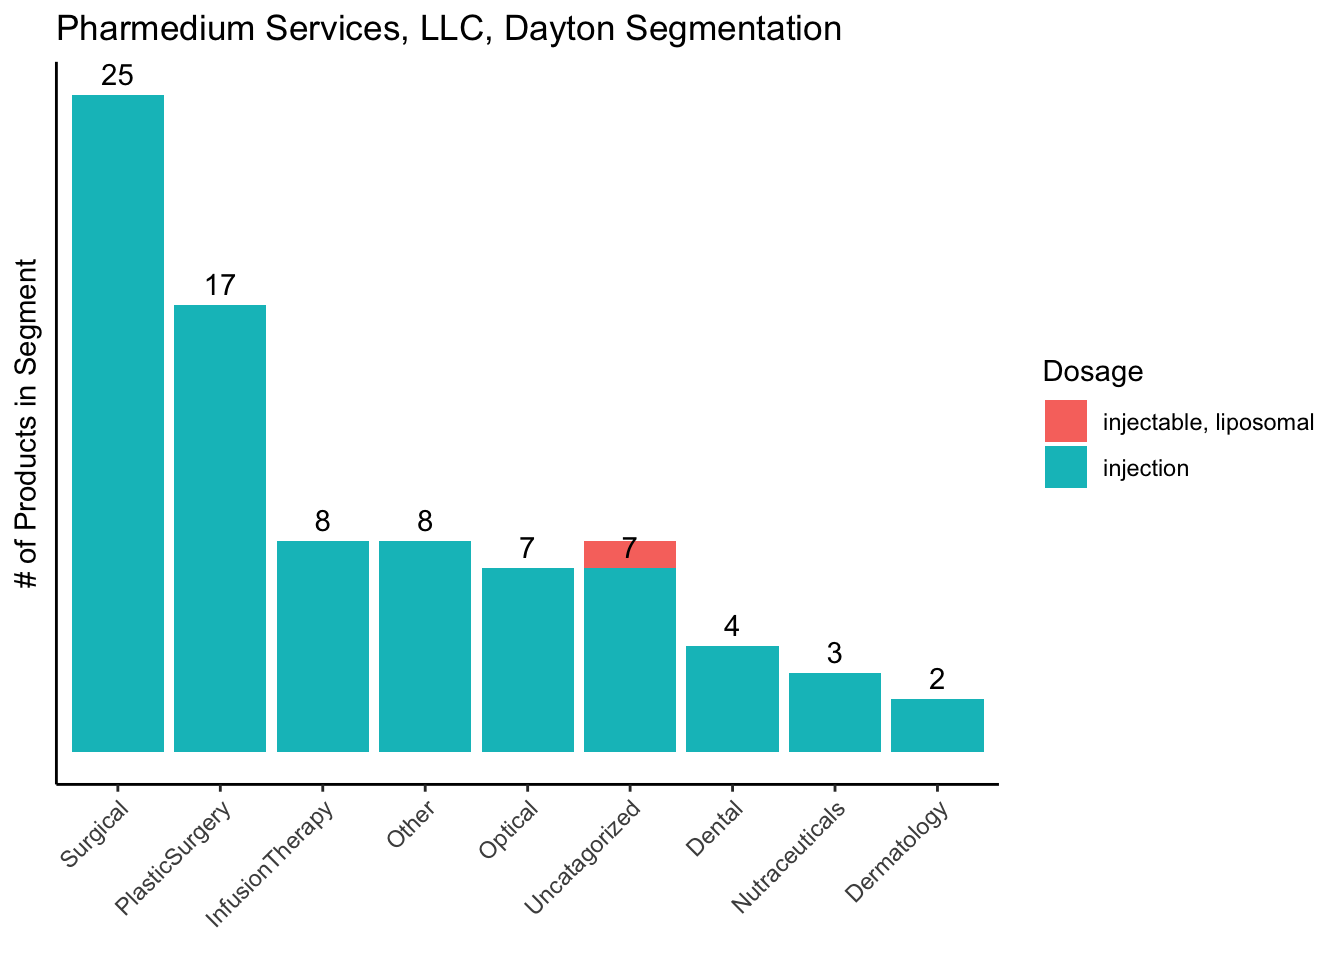 Pharmedium Services, LLC, Dayton Segmentation
# of Products in Segment
25
17
8
8
7
7
4
3
2
Surgical
PlasticSurgery
InfusionTherapy
Other
Optical
Uncatagorized
Dental
Nutraceuticals
Dermatology
Dosage
injectable, liposomal
injection